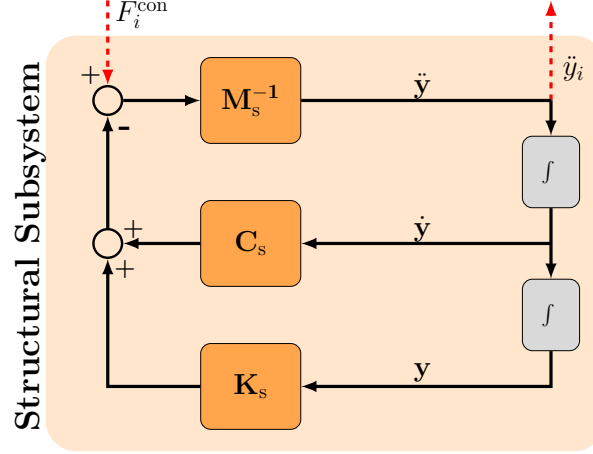 F_i^con
ÿ_i
+
M_s^-1
ÿ
-
∫
Structural Subsystem
+
C_s
ẏ
+
∫
K_s
y